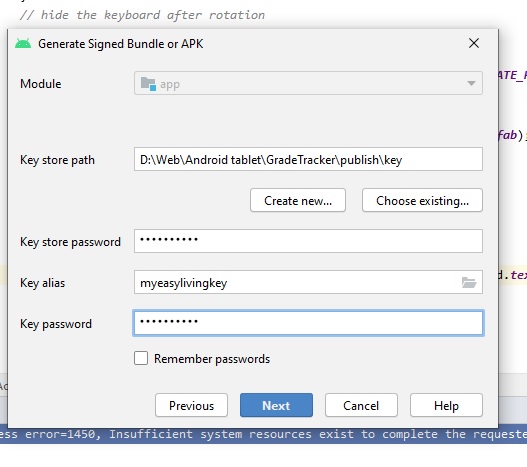 // hide the keyboard after rotation
Generate Signed Bundle or APK
Module
app
ATE_
fab);
Key store path
D:\Web\Android tablet\GradeTracker\publish\key
Create new...
Choose existing...
Key store password
••••••••••
d.tex
Key alias
myeasylivingkey
Key password
••••••••••
Remember passwords
Previous
Next
Cancel
Help
ess error=1450, Insufficient system resources exist to complete the requeste